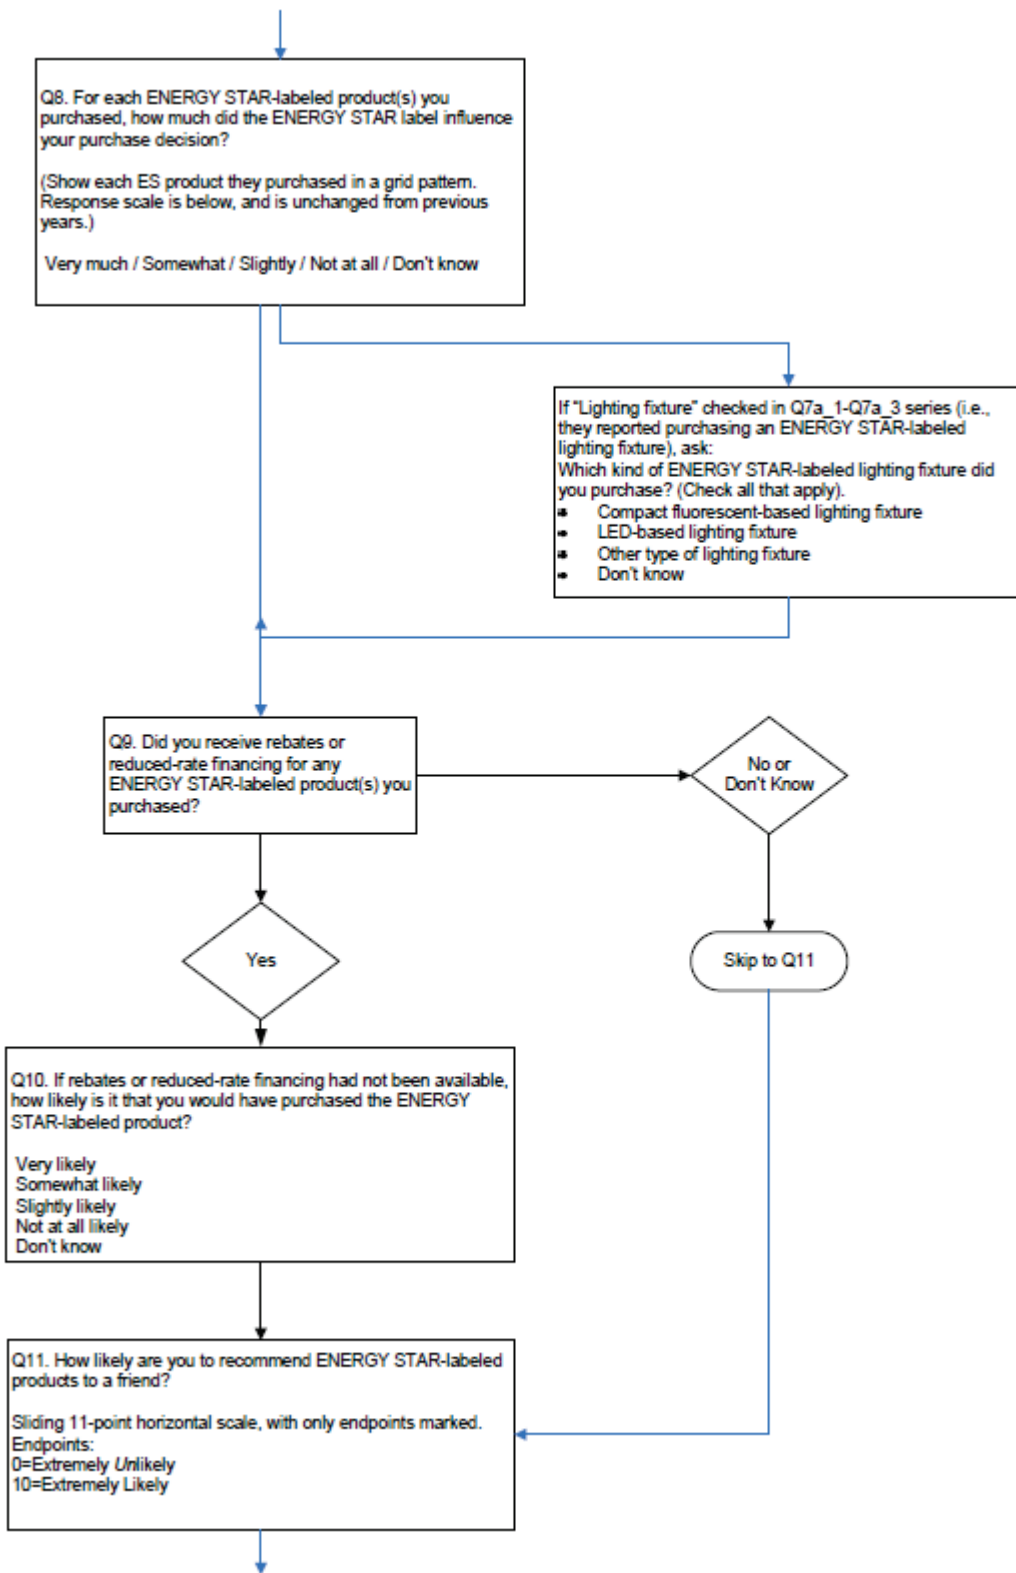 Q8. For each ENERGY STAR-labeled product(s) you
purchased, how much did the ENERGY STAR label influence
your purchase decision?
(Show each ES product they purchased in a grid pattern.
Response scale is below, and is unchanged from previous
years.)
Very much / Somewhat / Slightly / Not at all / Don't know
If "Lighting fixture" checked in Q7a_1-Q7a_3 series (i.e.,
they reported purchasing an ENERGY STAR-labeled
lighting fixture), ask:
Which kind of ENERGY STAR-labeled lighting fixture did
you purchase? (Check all that apply).
• Compact fluorescent-based lighting fixture
• LED-based lighting fixture
• Other type of lighting fixture
• Don't know
Q9. Did you receive rebates or
reduced-rate financing for any
ENERGY STAR-labeled product(s) you
purchased?
No or
Don't Know
Yes
Skip to Q11
Q10. If rebates or reduced-rate financing had not been available,
how likely is it that you would have purchased the ENERGY
STAR-labeled product?
Very likely
Somewhat likely
Slightly likely
Not at all likely
Don't know
Q11. How likely are you to recommend ENERGY STAR-labeled
products to a friend?
Sliding 11-point horizontal scale, with only endpoints marked.
Endpoints:
0=Extremely Unlikely
10=Extremely Likely